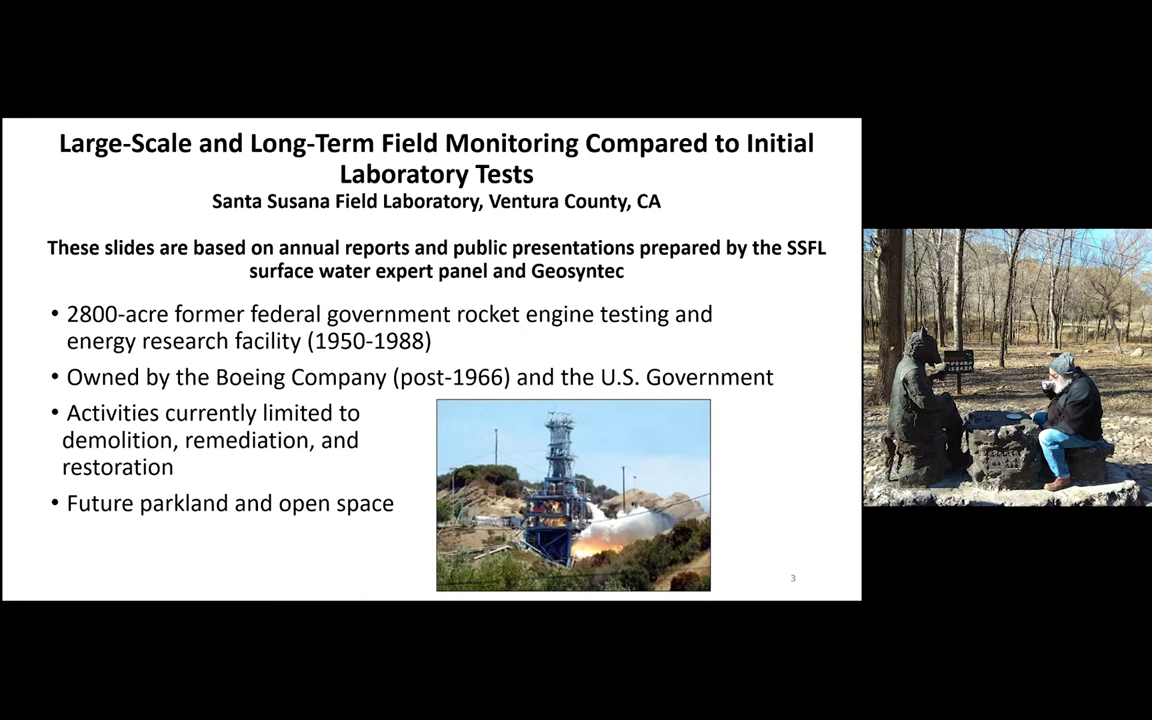 Large-Scale and Long-Term Field Monitoring Compared to Initial
Laboratory Tests
Santa Susana Field Laboratory, Ventura County, CA
These slides are based on annual reports and public presentations prepared by the SSFL
surface water expert panel and Geosyntec
• 2800-acre former federal government rocket engine testing and
energy research facility (1950-1988)
• Owned by the Boeing Company (post-1966) and the U.S. Government
• Activities currently limited to
demolition, remediation, and
restoration
• Future parkland and open space
3